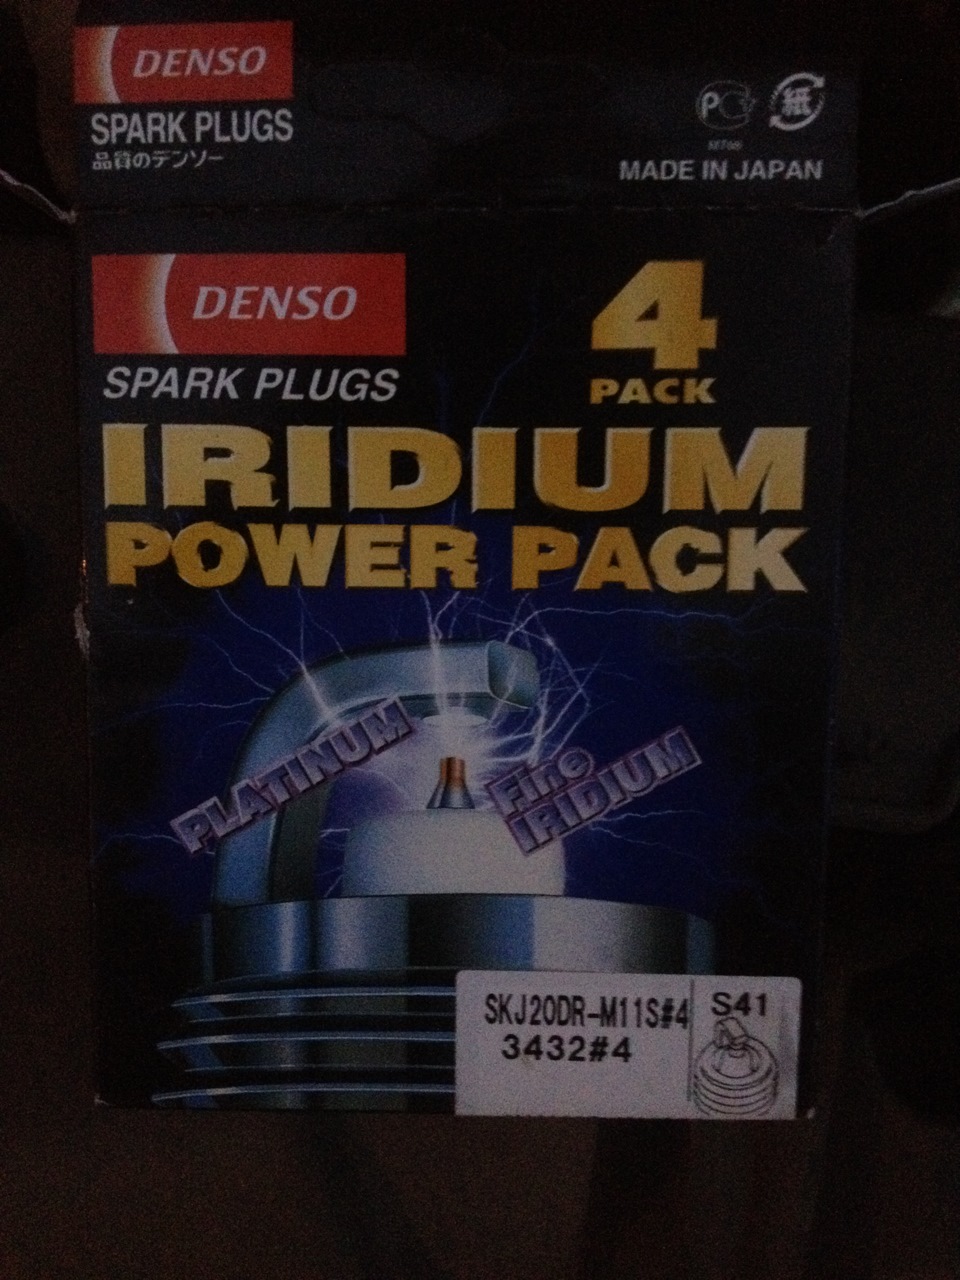 DENSO
SPARK PLUGS
品質のデンソー
紙
MADE IN JAPAN
DENSO
SPARK PLUGS
4
PACK
IRIDIUM
POWER PACK
PLATINUM
Fine
IRIDIUM
SKJ20DR-M11S#4
3432#4
S41